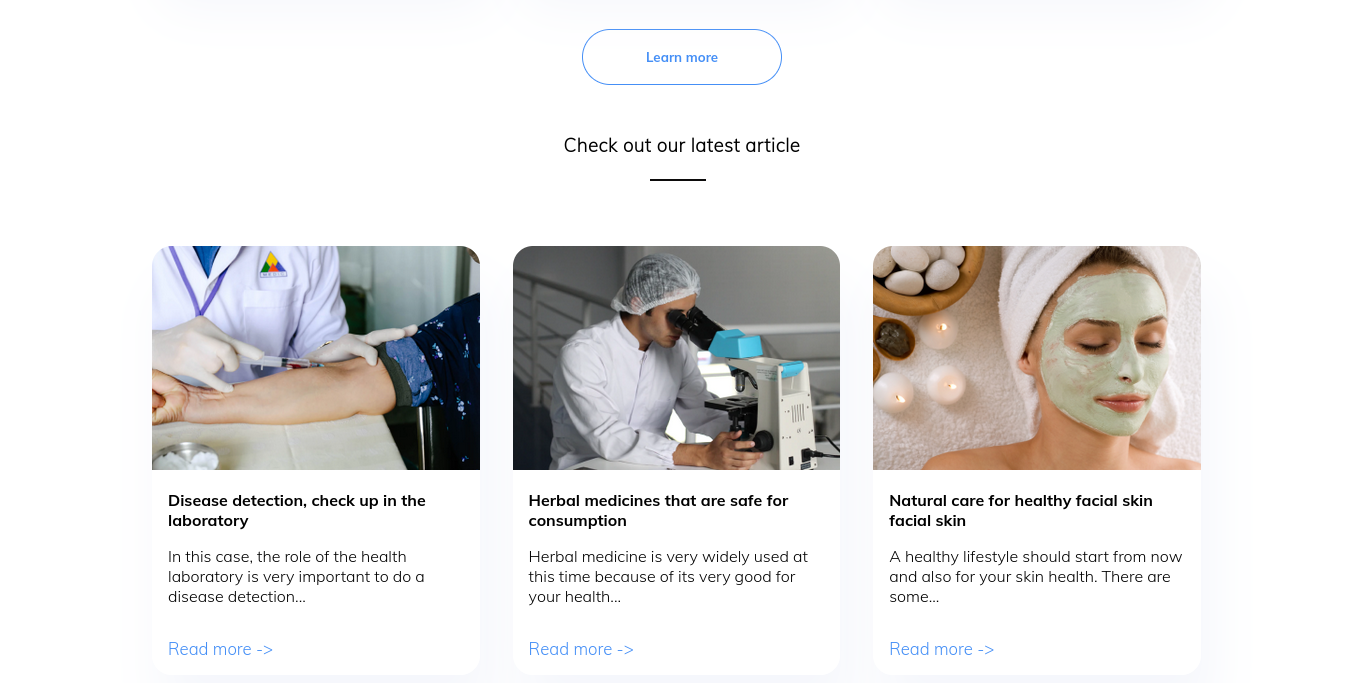 Learn more
Check out our latest article
Disease detection, check up in the
laboratory
In this case, the role of the health
laboratory is very important to do a
disease detection...
Read more ->
Herbal medicines that are safe for
consumption
Herbal medicine is very widely used at
this time because of its very good for
your health...
Read more ->
Natural care for healthy facial skin
facial skin
A healthy lifestyle should start from now
and also for your skin health. There are
some...
Read more ->